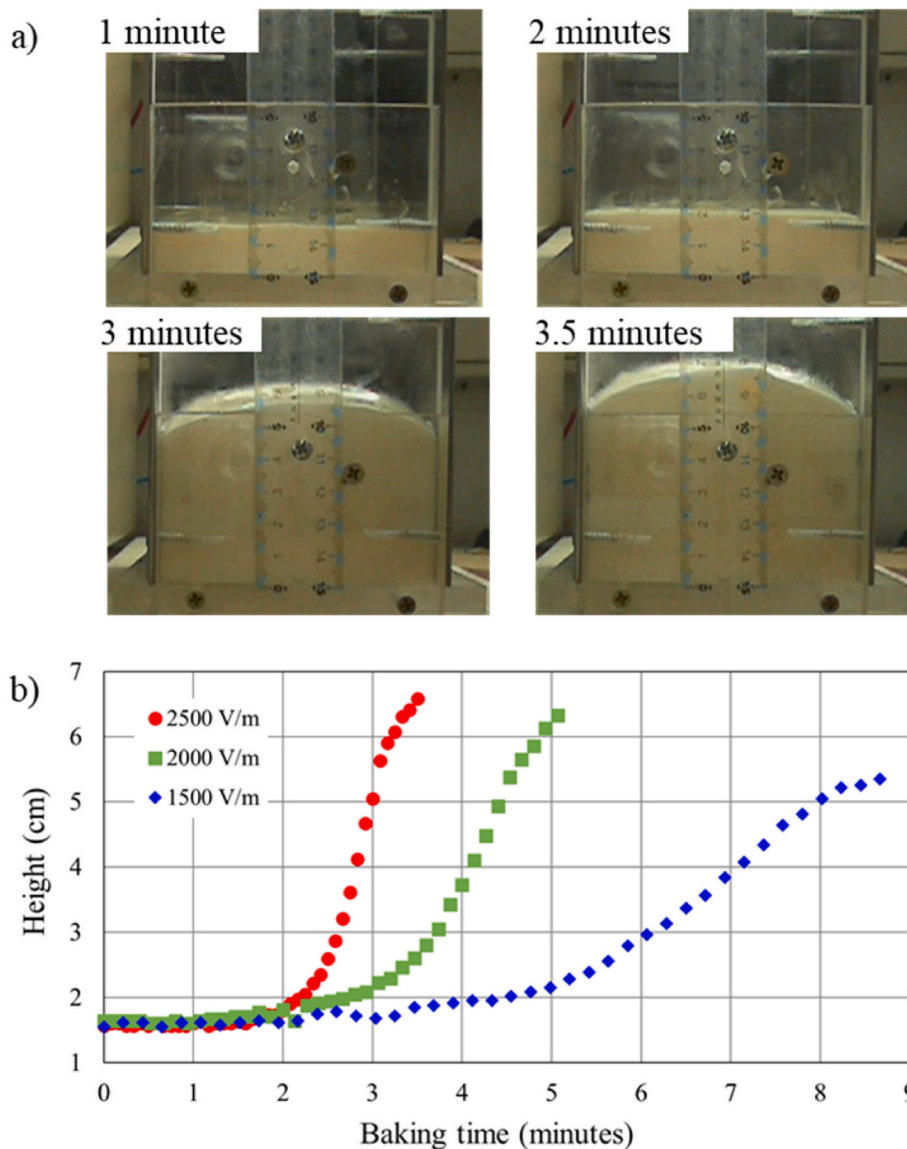 a)
1 minute
2 minutes
3 minutes
3.5 minutes
b)
7
6
5
4
3
2
1
Height (cm)
2500 V/m
2000 V/m
1500 V/m
0 1 2 3 4 5 6 7 8 9
Baking time (minutes)